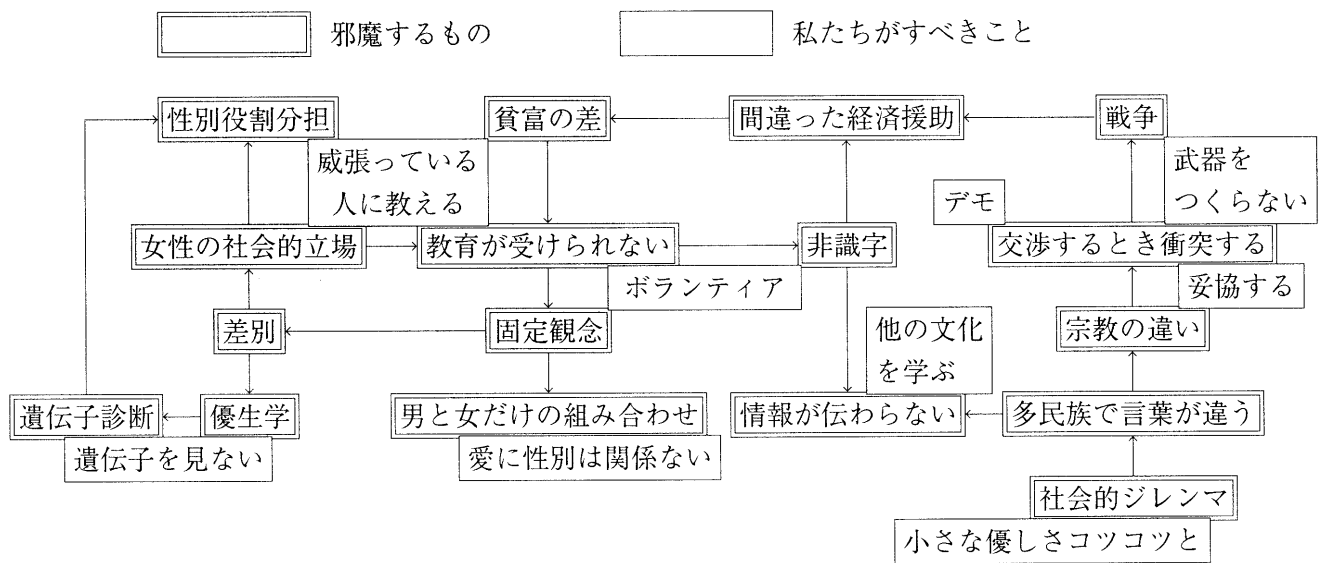 邪魔するもの
私たちがすべきこと
性別役割分担
貧富の差
間違った経済援助
戦争
威張っている
人に教える
武器を
つくらない
デモ
女性の社会的立場
教育が受けられない
非識字
交渉するとき衝突する
ボランティア
妥協する
差別
固定観念
他の文化
を学ぶ
宗教の違い
遺伝子診断
優生学
男と女だけの組み合わせ
情報が伝わらない
多民族で言葉が違う
遺伝子を見ない
愛に性別は関係ない
社会的ジレンマ
小さな優しさコツコツと